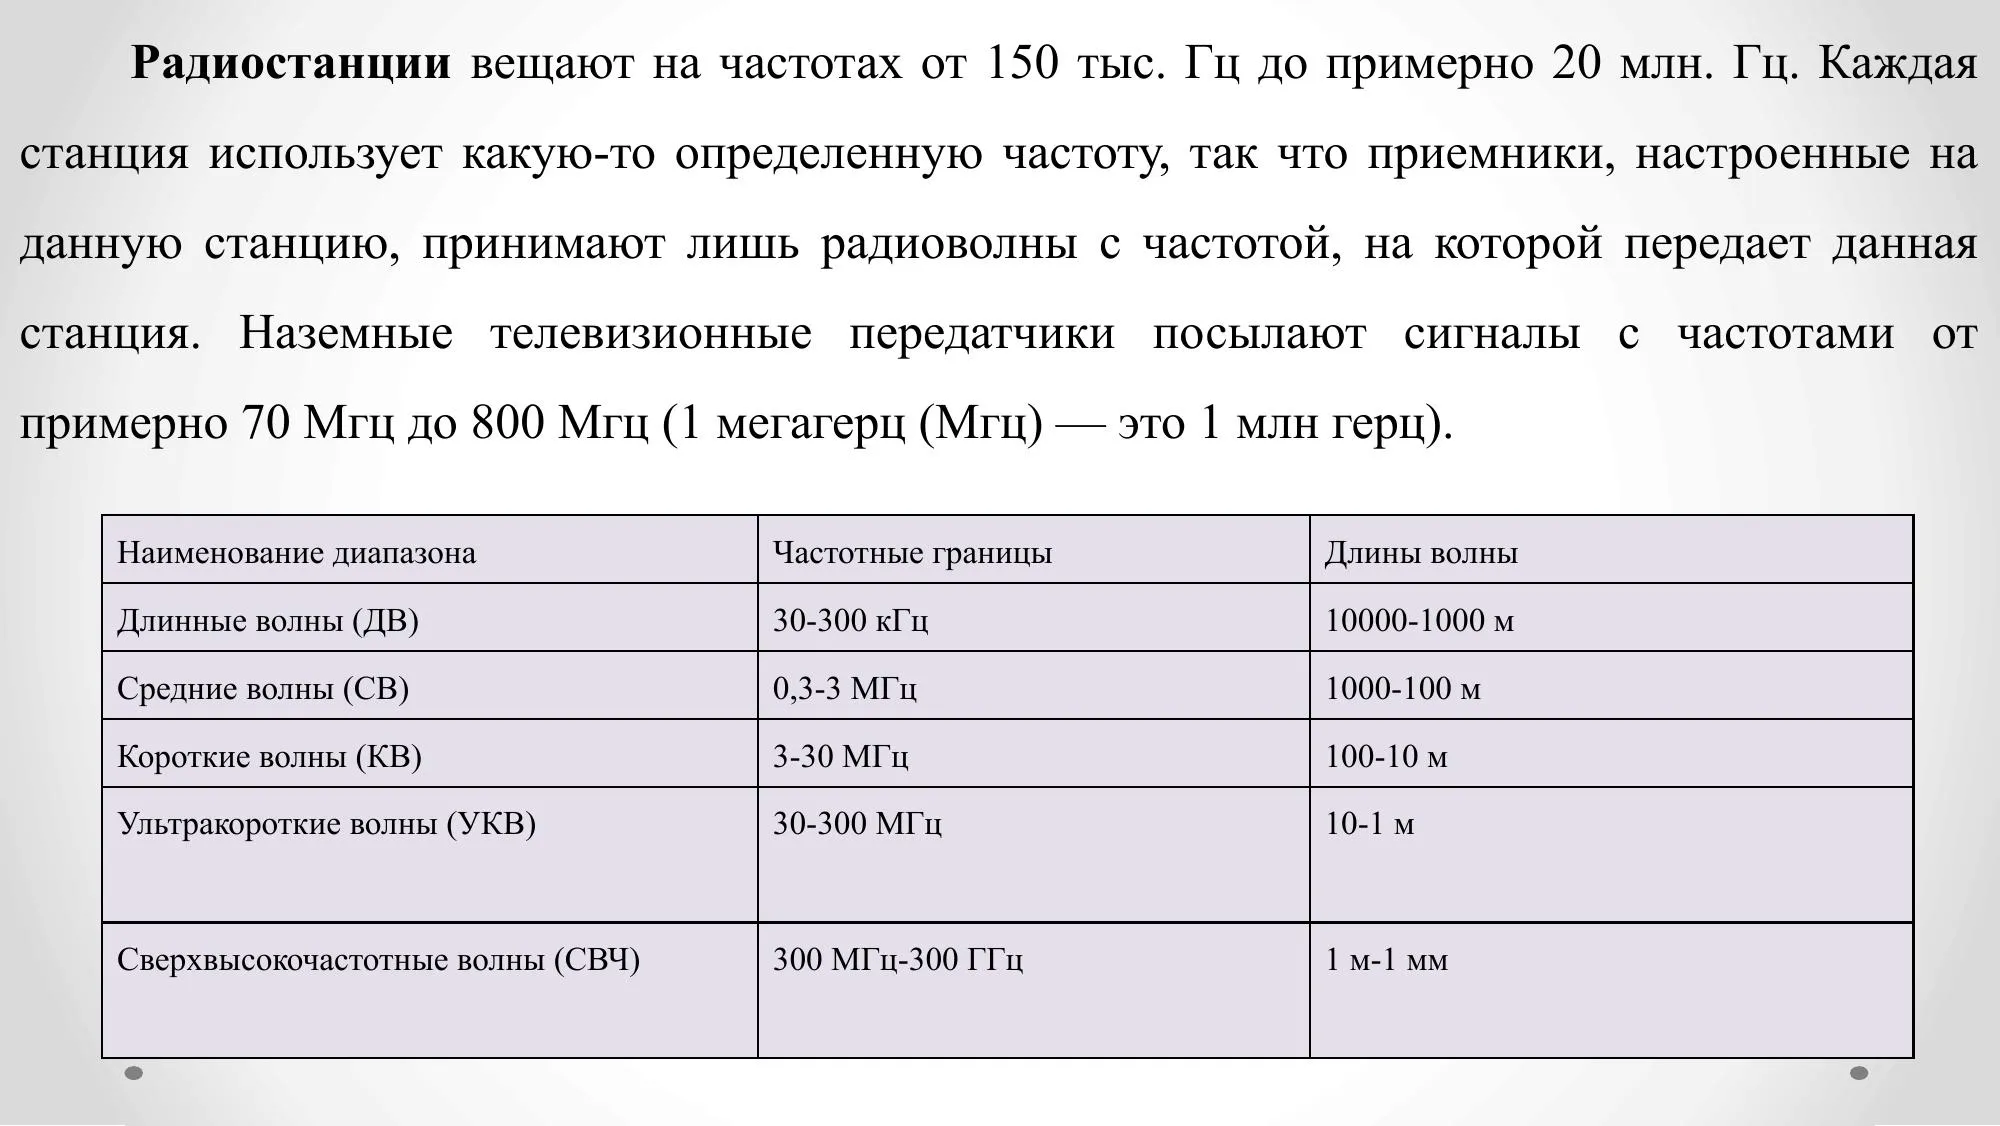 Радиостанции вещают на частотах от 150 тыс. Гц до примерно 20 млн. Гц. Каждая
станция использует какую-то определенную частоту, так что приемники, настроенные на
данную станцию, принимают лишь радиоволны с частотой, на которой передает данная
станция. Наземные телевизионные передатчики посылают сигналы с частотами от
примерно 70 Мгц до 800 Мгц (1 мегагерц (Мгц) — это 1 млн герц).
Наименование диапазона Частотные границы Длины волны
Длинные волны (ДВ) 30-300 кГц 10000-1000 м
Средние волны (СВ) 0,3-3 МГц 1000-100 м
Короткие волны (КВ) 3-30 МГц 100-10 м
Ультракороткие волны (УКВ) 30-300 МГц 10-1 м
Сверхвысокочастотные волны (СВЧ) 300 МГц-300 ГГц 1 м-1 мм